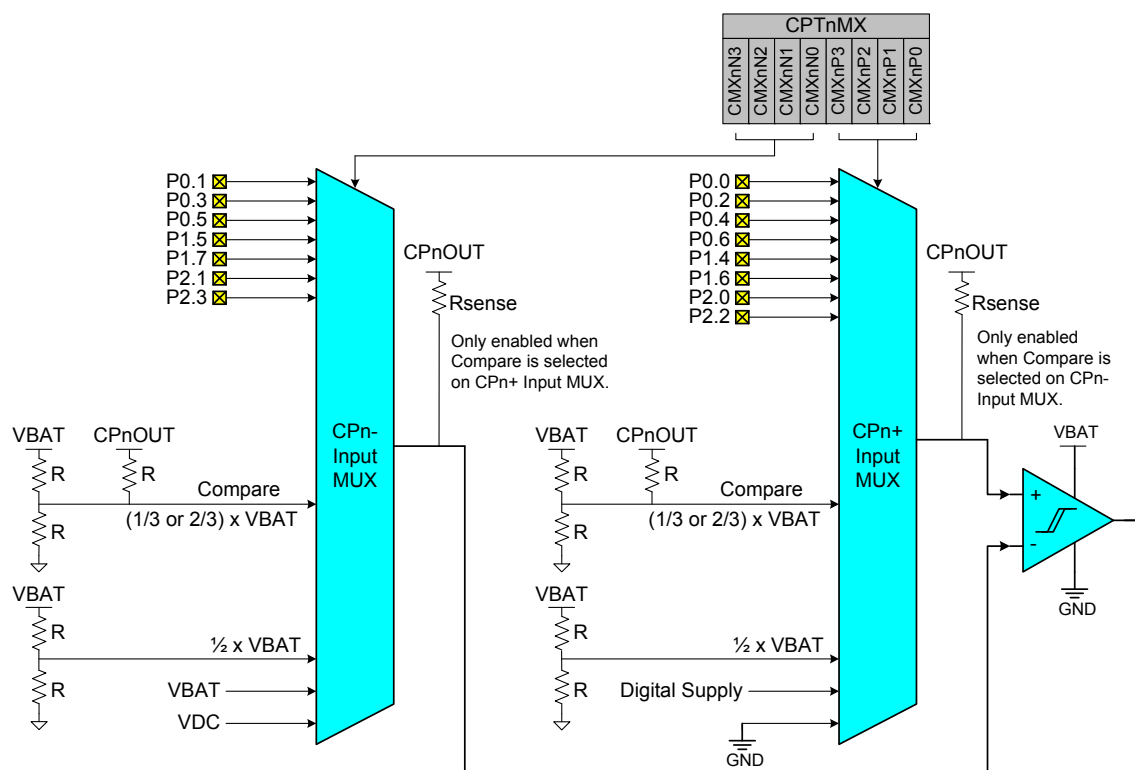 CPTnMX
CMXnN3
CMXnN2
CMXnN1
CMXnN0
CMXnP3
CMXnP2
CMXnP1
CMXnP0
P0.1
P0.3
P0.5
P1.5
P1.7
P2.1
P2.3
CPnOUT
Rsense
Only enabled when
Compare is selected
on CPn+ Input MUX.
VBAT
CPnOUT
R
R
Compare
(1/3 or 2/3) x VBAT
R
VBAT
R
½ x VBAT
R
VBAT
VDC
CPn-
Input
MUX
P0.0
P0.2
P0.4
P0.6
P1.4
P1.6
P2.0
P2.2
CPnOUT
Rsense
Only enabled
when Compare is
selected on CPn-
Input MUX.
VBAT
CPnOUT
R
R
Compare
(1/3 or 2/3) x VBAT
R
VBAT
R
½ x VBAT
R
Digital Supply
GND
CPn+
Input
MUX
VBAT
+
-
GND